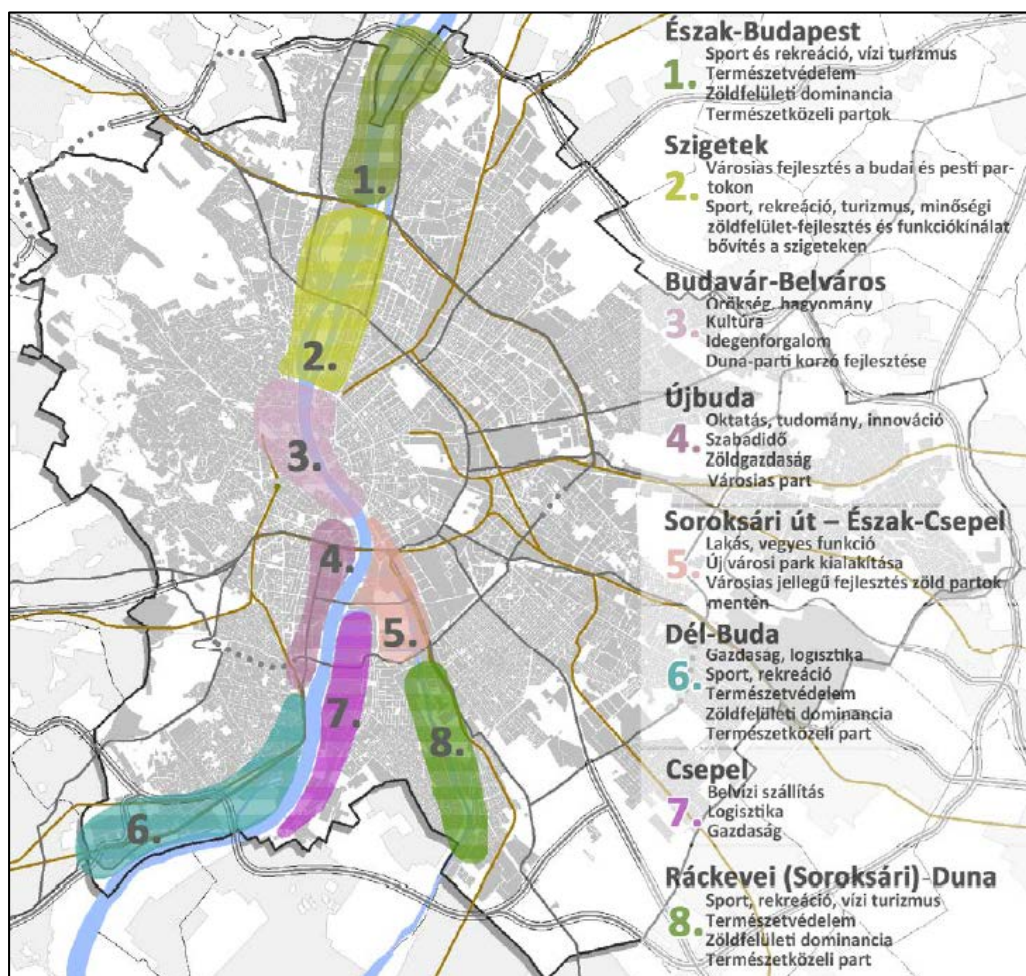 Észak-Budapest
Sport és rekreáció, vízi turizmus
1. Természetvédelem
Zöldfelületi dominancia
Természetközeli partok
Szigetek
Városias fejlesztés a budai és pesti par-
2. tokon
Sport, rekreáció, turizmus, minőségi
zöldfelület-fejlesztés és funkciókínálat
bővítés a szigeteken
Budavár-Belváros
Örökség, hagyomány
3. Kultúra
Idegenforgalom
Duna-parti korzó fejlesztése
Újbuda
Oktatás, tudomány, innováció
4. Szabadidő
Zöldgazdaság
Városias part
Soroksári út – Észak-Csepel
Lakás, vegyes funkció
5. Új városi park kialakítása
Városias jellegű fejlesztés zöld partok
mentén
Dél-Buda
Gazdaság, logisztika
6. Sport, rekreáció
Természetvédelem
Zöldfelületi dominancia
Természetközeli part
Csepel
Belvízi szállítás
7. Logisztika
Gazdaság
Ráckevei (Soroksári)-Duna
Sport, rekreáció, vízi turizmus
8. Természetvédelem
Zöldfelületi dominancia
Természetközeli part
1.
2.
3.
4.
5.
6.
7.
8.